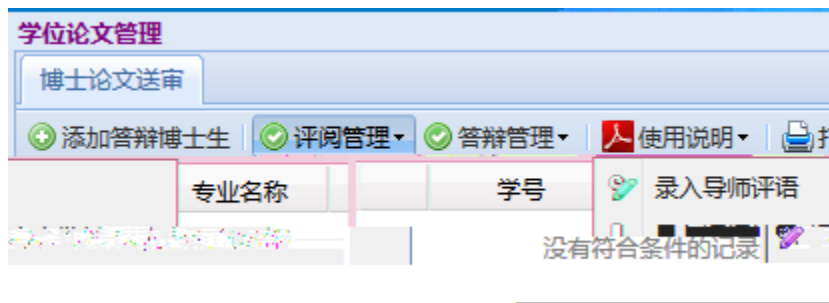 学位论文管理
博士论文送审
添加答辩博士生 评阅管理 答辩管理 使用说明
专业名称 学号 录入导师评语
没有符合条件的记录